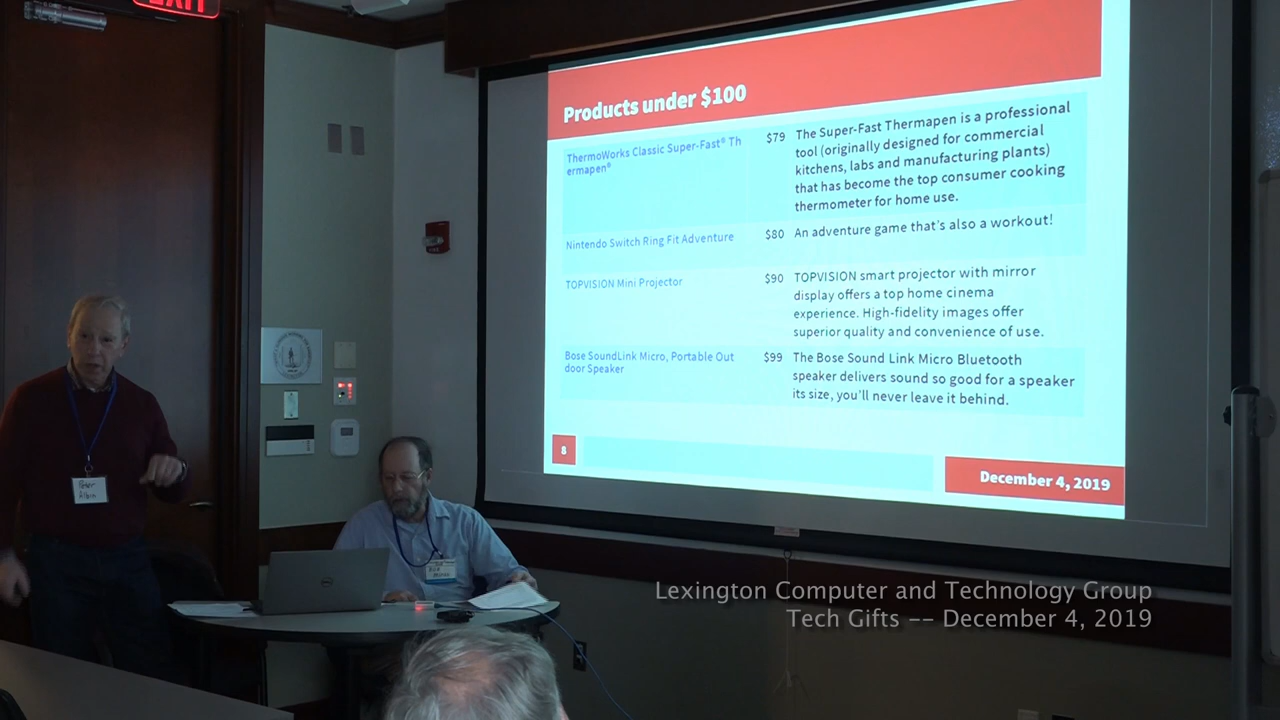 EXIT
Products under $100
ThermoWorks Classic Super-Fast® Th
ermapen®
$79
The Super-Fast Thermapen is a professional
tool (originally designed for commercial
kitchens, labs and manufacturing plants)
that has become the top consumer cooking
thermometer for home use.
Nintendo Switch Ring Fit Adventure
$80
An adventure game that's also a workout!
TOPVISION Mini Projector
$90
TOPVISION smart projector with mirror
display offers a top home cinema
experience. High-fidelity images offer
superior quality and convenience of use.
Bose SoundLink Micro, Portable Out
door Speaker
$99
The Bose Sound Link Micro Bluetooth
speaker delivers sound so good for a speaker
its size, you'll never leave it behind.
8
December 4, 2019
Peter
Albin
DELL
Lexington Computer and Technology Group
Tech Gifts -- December 4, 2019